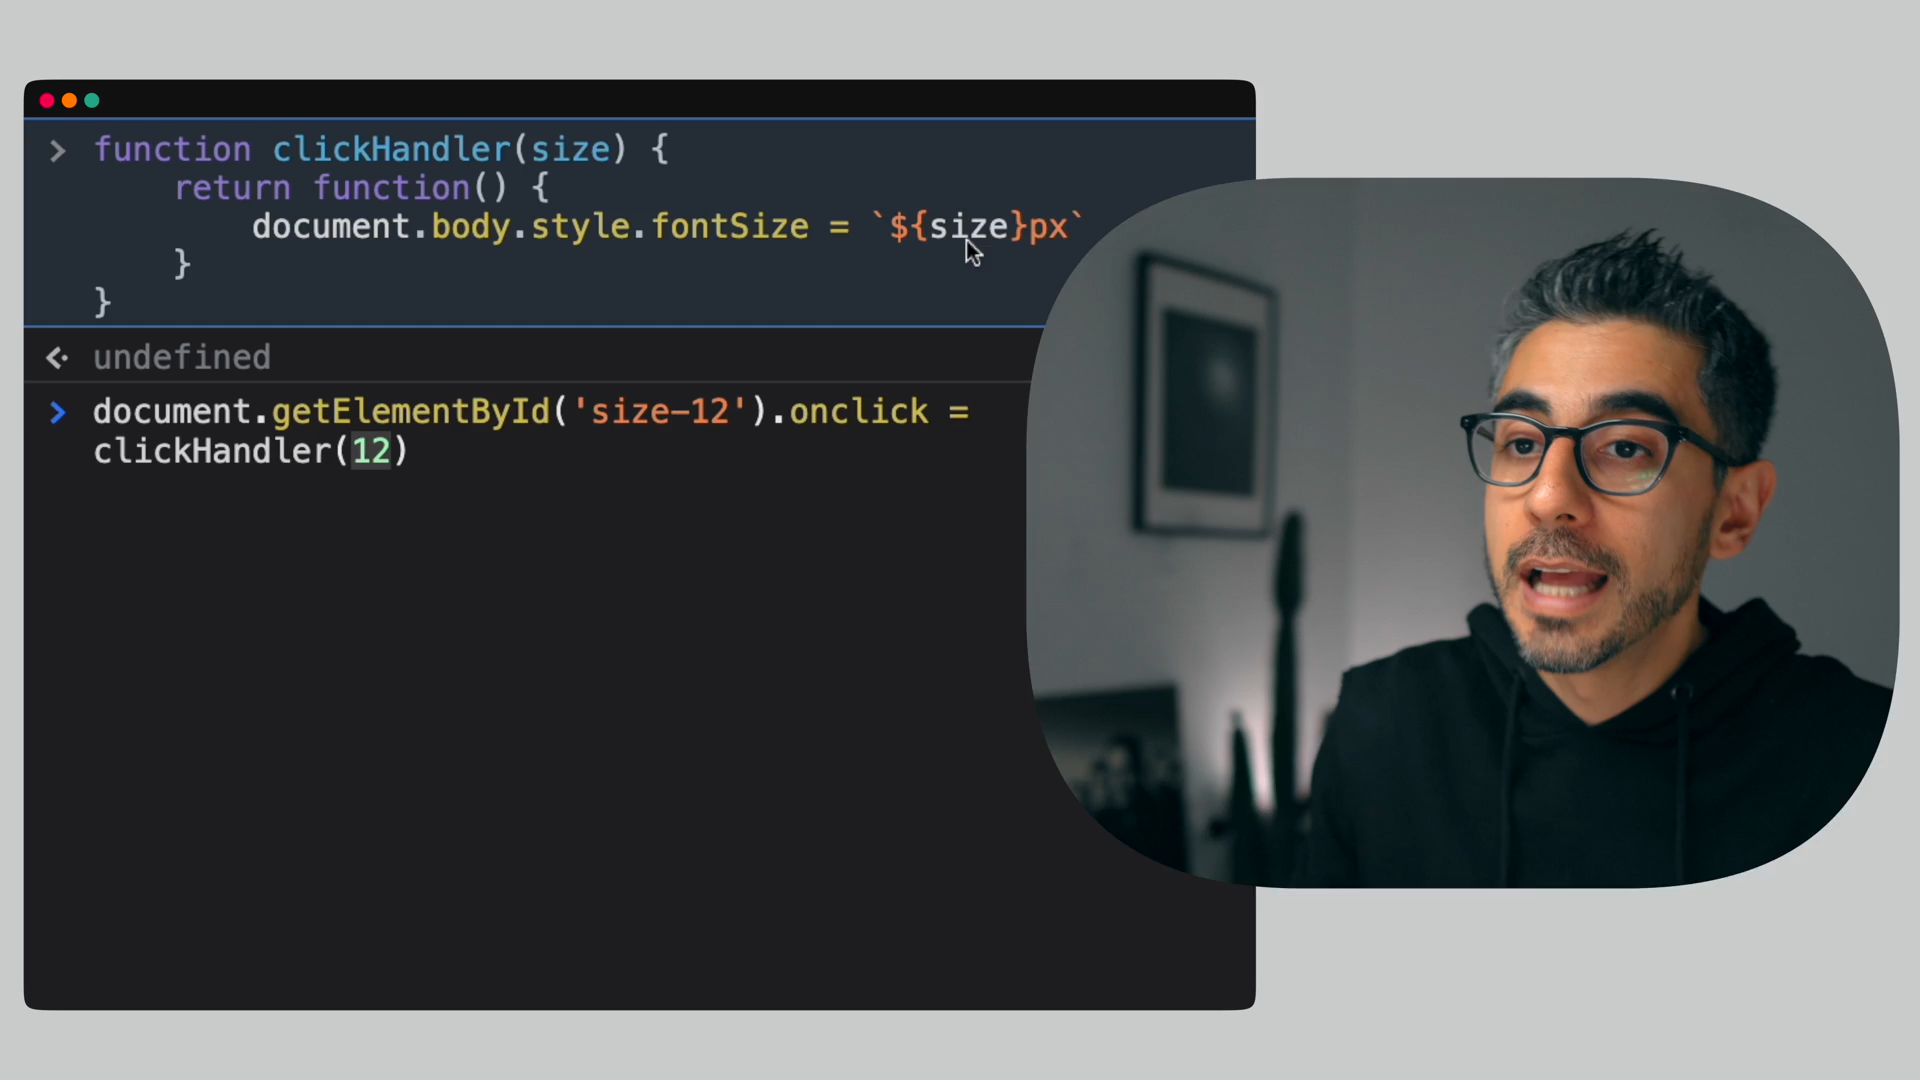 > function clickHandler(size) {
return function() {
document.body.style.fontSize = `${size}px`
}
}
undefined
> document.getElementById('size-12').onclick =
clickHandler(12)